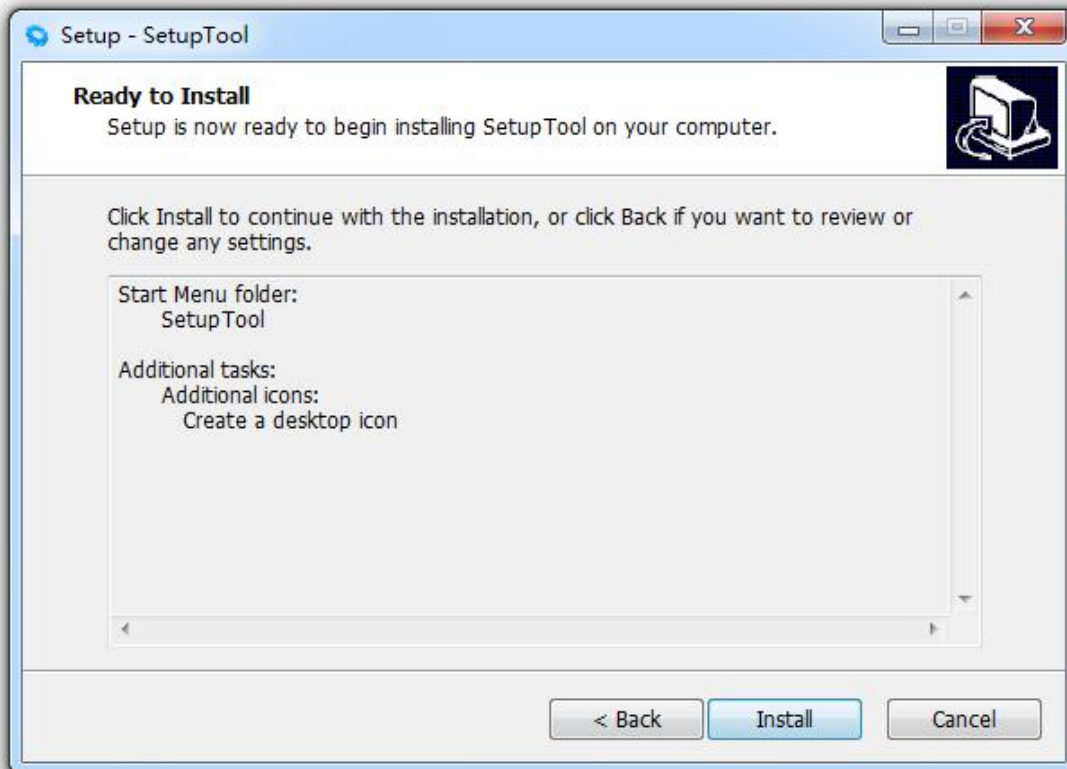 Setup - SetupTool
Ready to Install
Setup is now ready to begin installing SetupTool on your computer.
Click Install to continue with the installation, or click Back if you want to review or
change any settings.
Start Menu folder:
SetupTool
Additional tasks:
Additional icons:
Create a desktop icon
< Back
Install
Cancel